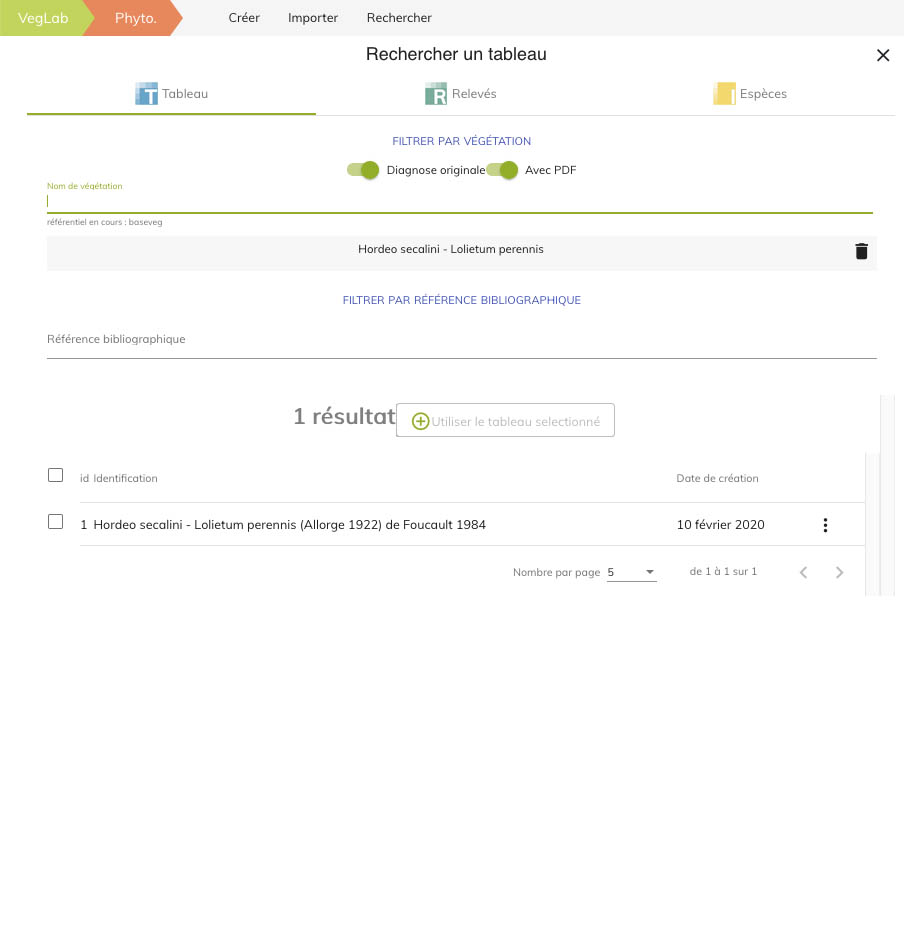 VegLab Phyto. Créer Importer Rechercher
Rechercher un tableau
T Tableau R Relevés I Espèces
FILTRER PAR VÉGÉTATION
Diagnose originale Avec PDF
Nom de végétation
référentiel en cours : baseveg
Hordeo secalini - Lolietum perennis
FILTRER PAR RÉFÉRENCE BIBLIOGRAPHIQUE
Référence bibliographique
1 résultat Utiliser le tableau selectionné
id Identification Date de création
1 Hordeo secalini - Lolietum perennis (Allorge 1922) de Foucault 1984 10 février 2020
Nombre par page 5 de 1 à 1 sur 1